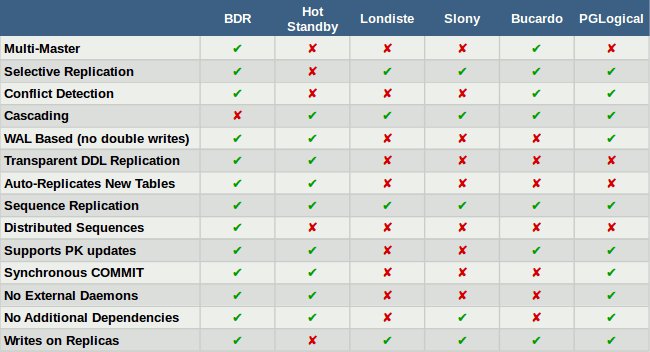 BDR Hot Standby Londiste Slony Bucardo PGLogical
Multi-Master ✔ ✘ ✘ ✘ ✔ ✘
Selective Replication ✔ ✘ ✔ ✔ ✔ ✔
Conflict Detection ✔ ✘ ✘ ✘ ✔ ✔
Cascading ✘ ✔ ✔ ✔ ✔ ✔
WAL Based (no double writes) ✔ ✔ ✘ ✘ ✘ ✔
Transparent DDL Replication ✔ ✔ ✘ ✘ ✘ ✘
Auto-Replicates New Tables ✔ ✔ ✘ ✘ ✘ ✘
Sequence Replication ✔ ✔ ✔ ✔ ✔ ✔
Distributed Sequences ✔ ✘ ✘ ✘ ✘ ✘
Supports PK updates ✔ ✔ ✘ ✘ ✔ ✔
Synchronous COMMIT ✔ ✔ ✘ ✘ ✘ ✔
No External Daemons ✔ ✔ ✘ ✘ ✘ ✔
No Additional Dependencies ✔ ✔ ✘ ✔ ✘ ✔
Writes on Replicas ✔ ✘ ✔ ✔ ✔ ✔